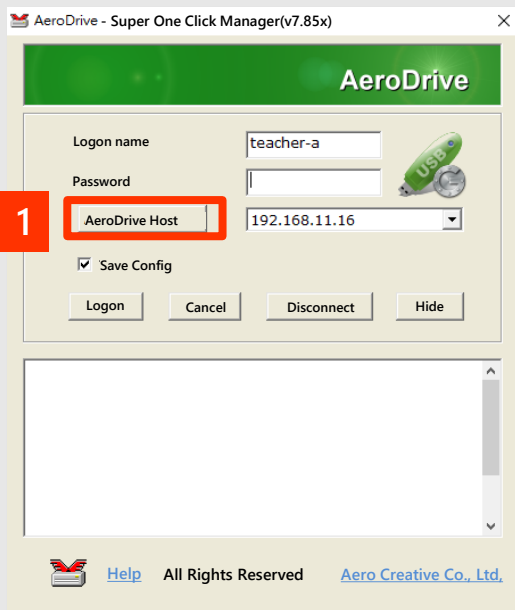 AeroDrive - Super One Click Manager(v7.85x)
AeroDrive
Logon name
teacher-a
Password
1
AeroDrive Host
192.168.11.16
Save Config
Logon
Cancel
Disconnect
Hide
Help
All Rights Reserved
Aero Creative Co., Ltd,